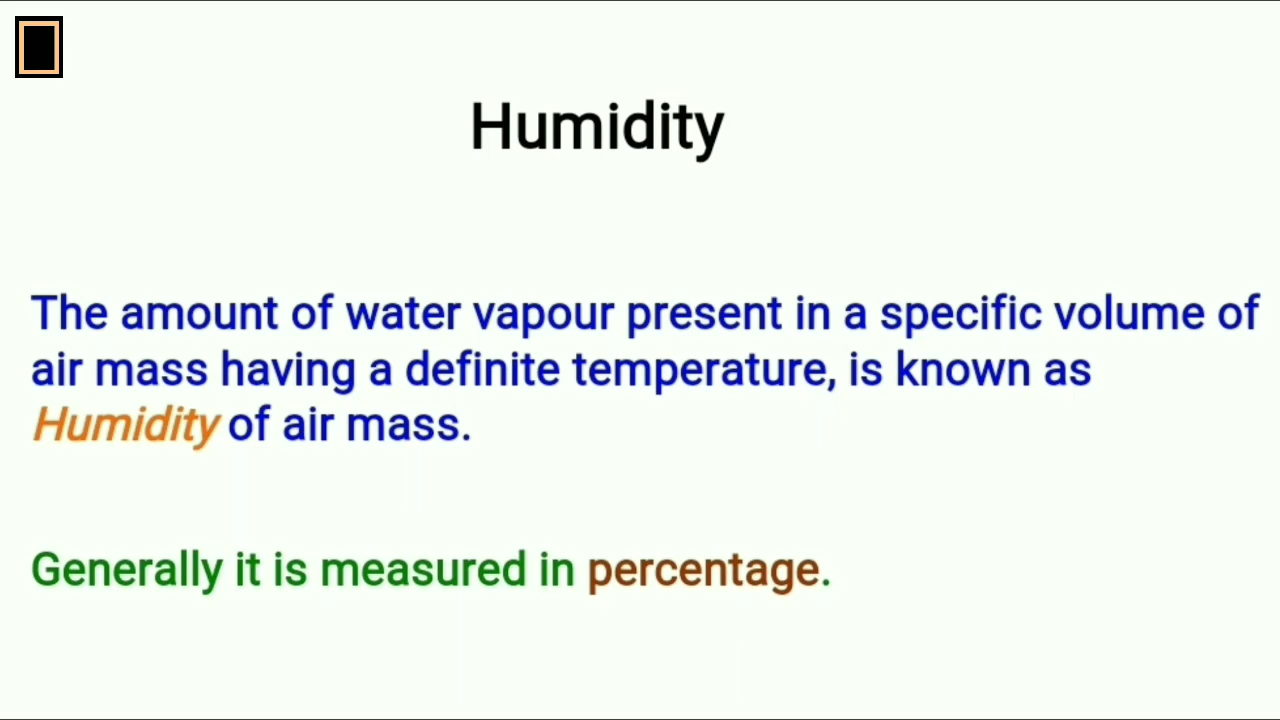 Humidity
The amount of water vapour present in a specific volume of
air mass having a definite temperature, is known as
Humidity of air mass.
Generally it is measured in percentage.